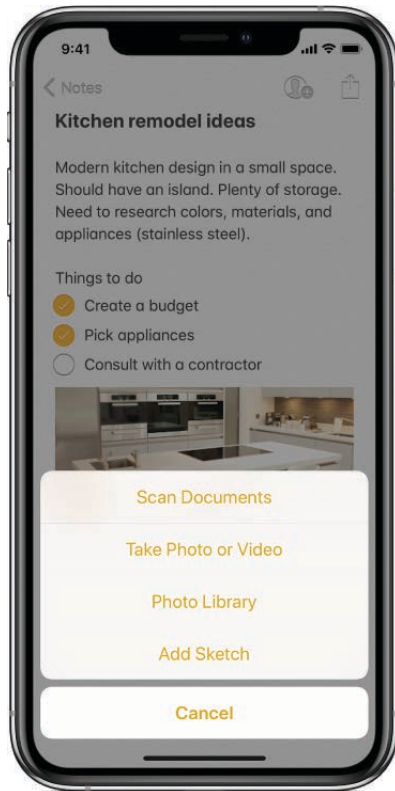 9:41
Notes
Kitchen remodel ideas
Modern kitchen design in a small space.
Should have an island. Plenty of storage.
Need to research colors, materials, and
appliances (stainless steel).
Things to do
Create a budget
Pick appliances
Consult with a contractor
Scan Documents
Take Photo or Video
Photo Library
Add Sketch
Cancel